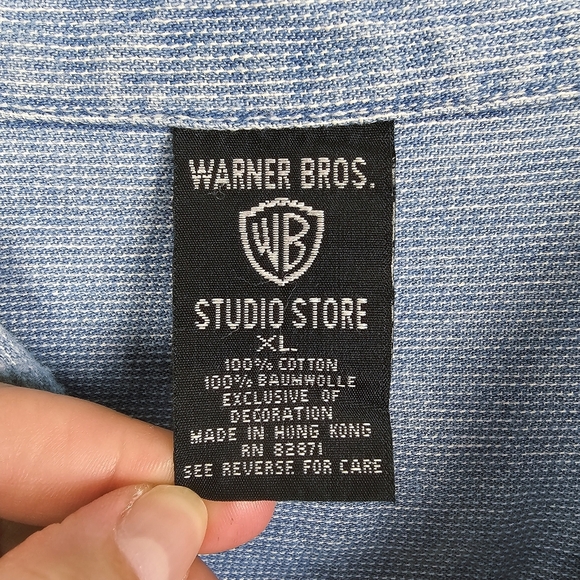 WARNER BROS.
WB
STUDIO STORE
XL
100% COTTON
100% BAUMWOLLE
EXCLUSIVE OF
DECORATION
MADE IN HONG KONG
RN 82871
SEE REVERSE FOR CARE